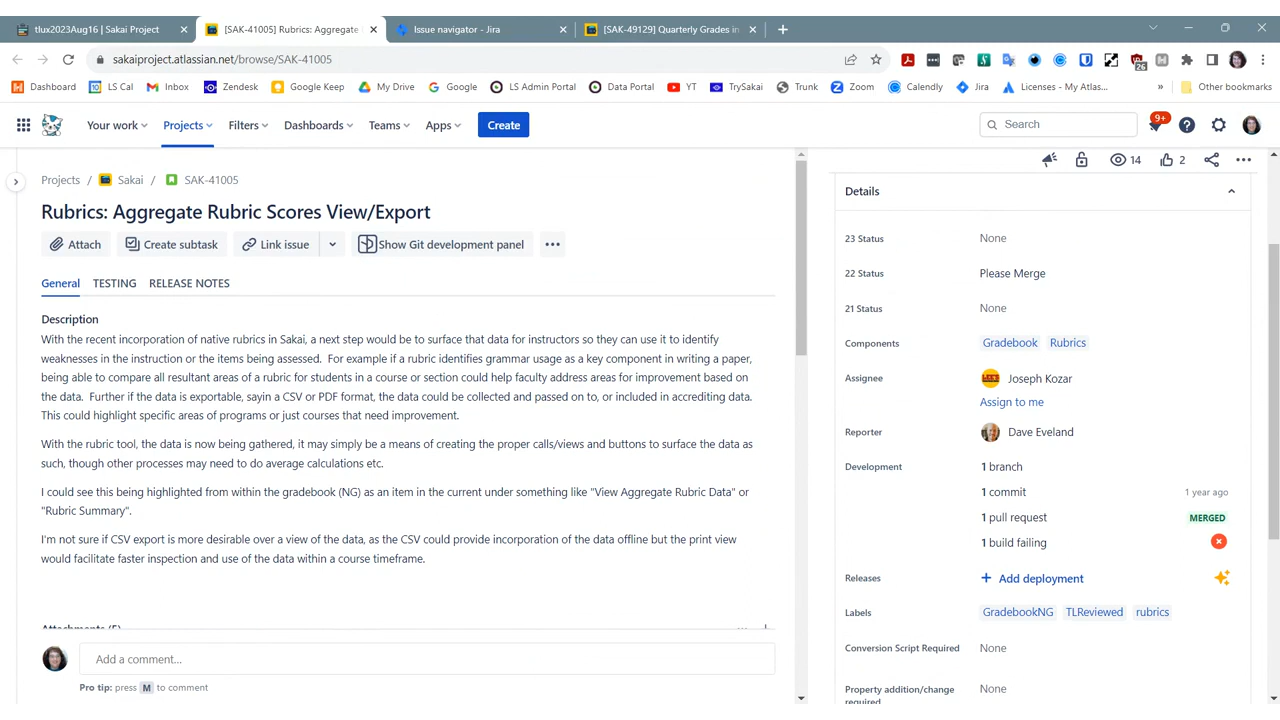 tlux2023Aug16 | Sakai Project
[SAK-41005] Rubrics: Aggregate
Issue navigator - Jira
[SAK-49129] Quarterly Grades in
sakaiproject.atlassian.net/browse/SAK-41005
26
Dashboard
LS Cal
Inbox
Zendesk
Google Keep
My Drive
Google
LS Admin Portal
Data Portal
YT
TrySakai
Trunk
Zoom
Calendly
Jira
Licenses - My Atlas...
»
Other bookmarks
Your work
Projects
Filters
Dashboards
Teams
Apps
Create
Search
9+
14
2
Projects / Sakai / SAK-41005
Rubrics: Aggregate Rubric Scores View/Export
Attach
Create subtask
Link issue
Show Git development panel
General
TESTING
RELEASE NOTES
Description
With the recent incorporation of native rubrics in Sakai, a next step would be to surface that data for instructors so they can use it to identify
weaknesses in the instruction or the items being assessed.  For example if a rubric identifies grammar usage as a key component in writing a paper,
being able to compare all resultant areas of a rubric for students in a course or section could help faculty address areas for improvement based on
the data.  Further if the data is exportable, sayin a CSV or PDF format, the data could be collected and passed on to, or included in accrediting data.
This could highlight specific areas of programs or just courses that need improvement.
With the rubric tool, the data is now being gathered, it may simply be a means of creating the proper calls/views and buttons to surface the data as
such, though other processes may need to do average calculations etc.
I could see this being highlighted from within the gradebook (NG) as an item in the current under something like "View Aggregate Rubric Data" or
"Rubric Summary".
I'm not sure if CSV export is more desirable over a view of the data, as the CSV could provide incorporation of the data offline but the print view
would facilitate faster inspection and use of the data within a course timeframe.
Attachments (5)
Add a comment...
Pro tip: press M to comment
Details
23 Status
None
22 Status
Please Merge
21 Status
None
Components
Gradebook
Rubrics
Assignee
Joseph Kozar
Assign to me
Reporter
Dave Eveland
Development
1 branch
1 commit
1 year ago
1 pull request
MERGED
1 build failing
Releases
+ Add deployment
Labels
GradebookNG
TLReviewed
rubrics
Conversion Script Required
None
Property addition/change
required
None